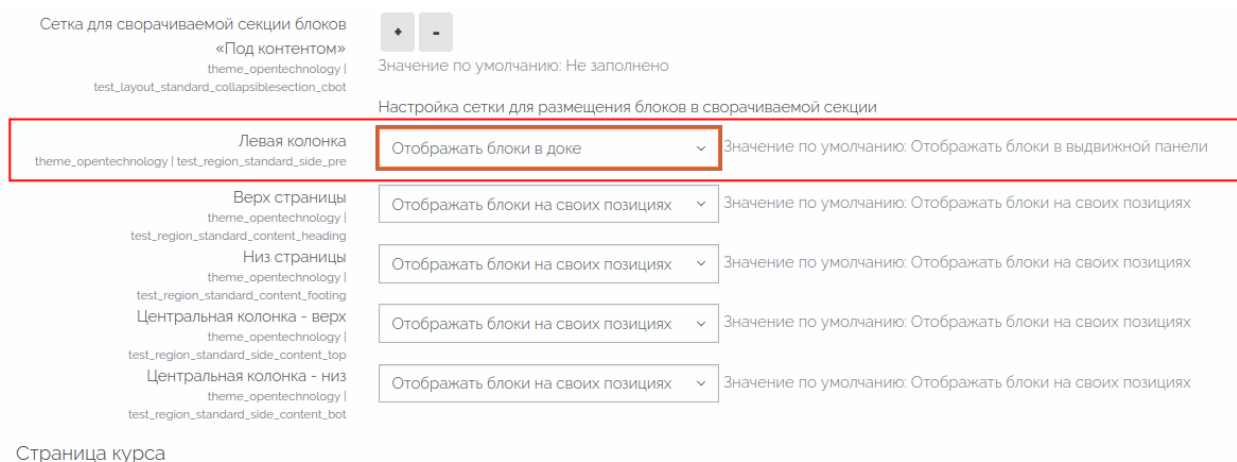 Сетка для сворачиваемой секции блоков
«Под контентом»
theme_opentechnology |
test_layout_standard_collapsiblesection_cbot
+ -
Значение по умолчанию: Не заполнено
Настройка сетки для размещения блоков в сворачиваемой секции
Левая колонка
theme_opentechnology | test_region_standard_side_pre
Отображать блоки в доке
Значение по умолчанию: Отображать блоки в выдвижной панели
Верх страницы
theme_opentechnology |
test_region_standard_content_heading
Отображать блоки на своих позициях
Значение по умолчанию: Отображать блоки на своих позициях
Низ страницы
theme_opentechnology |
test_region_standard_content_footing
Отображать блоки на своих позициях
Значение по умолчанию: Отображать блоки на своих позициях
Центральная колонка - верх
theme_opentechnology |
test_region_standard_side_content_top
Отображать блоки на своих позициях
Значение по умолчанию: Отображать блоки на своих позициях
Центральная колонка - низ
theme_opentechnology |
test_region_standard_side_content_bot
Отображать блоки на своих позициях
Значение по умолчанию: Отображать блоки на своих позициях
Страница курса